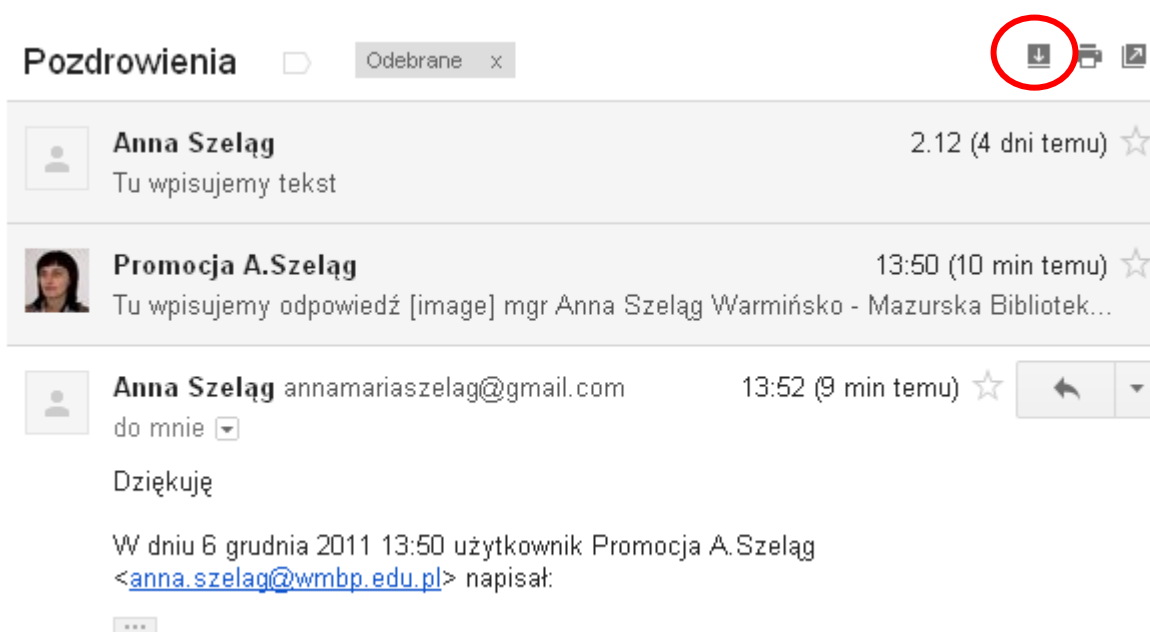 Pozdrowienia Odebrane x
Anna Szeląg 2.12 (4 dni temu)
Tu wpisujemy tekst
Promocja A.Szeląg 13:50 (10 min temu)
Tu wpisujemy odpowiedź [image] mgr Anna Szeląg Warmińsko - Mazurska Bibliotek...
Anna Szeląg annamariaszelag@gmail.com 13:52 (9 min temu)
do mnie
Dziękuję
W dniu 6 grudnia 2011 13:50 użytkownik Promocja A.Szeląg
<anna.szelag@wmbp.edu.pl> napisał: